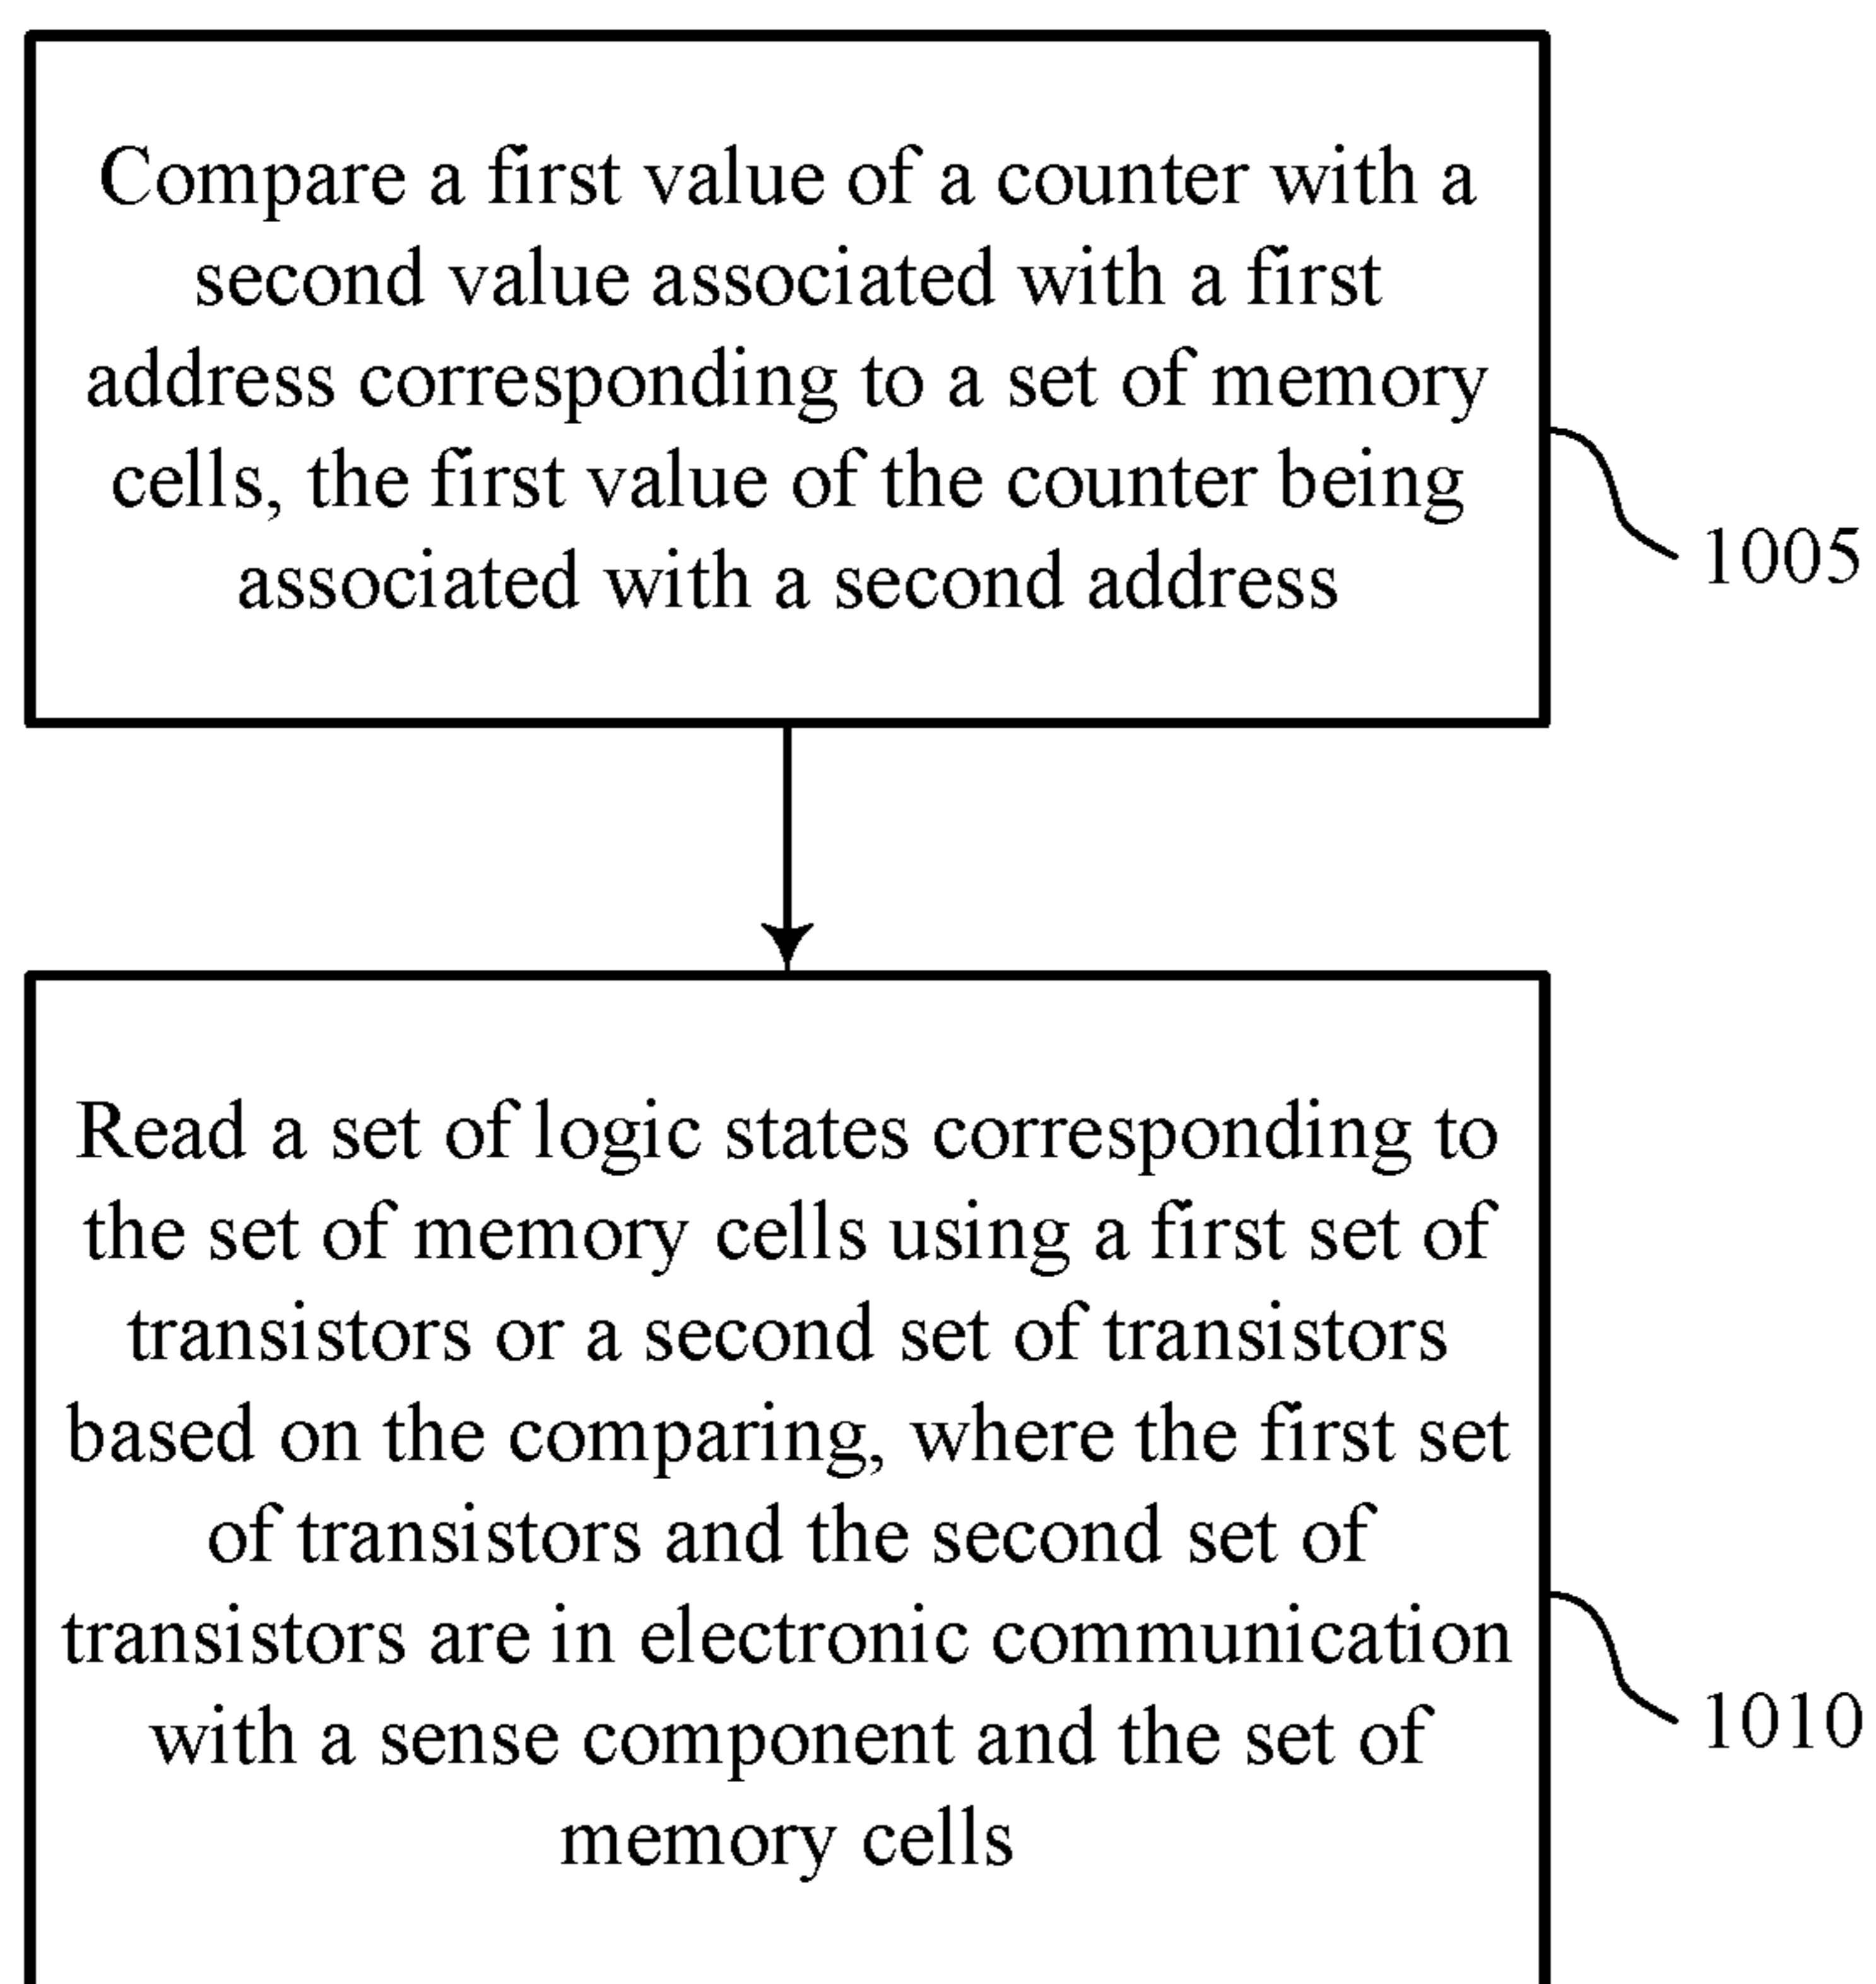 Compare a first value of a counter with a
second value associated with a first
address corresponding to a set of memory
cells, the first value of the counter being
associated with a second address
1005
Read a set of logic states corresponding to
the set of memory cells using a first set of
transistors or a second set of transistors
based on the comparing, where the first set
of transistors and the second set of
transistors are in electronic communication
with a sense component and the set of
memory cells
1010